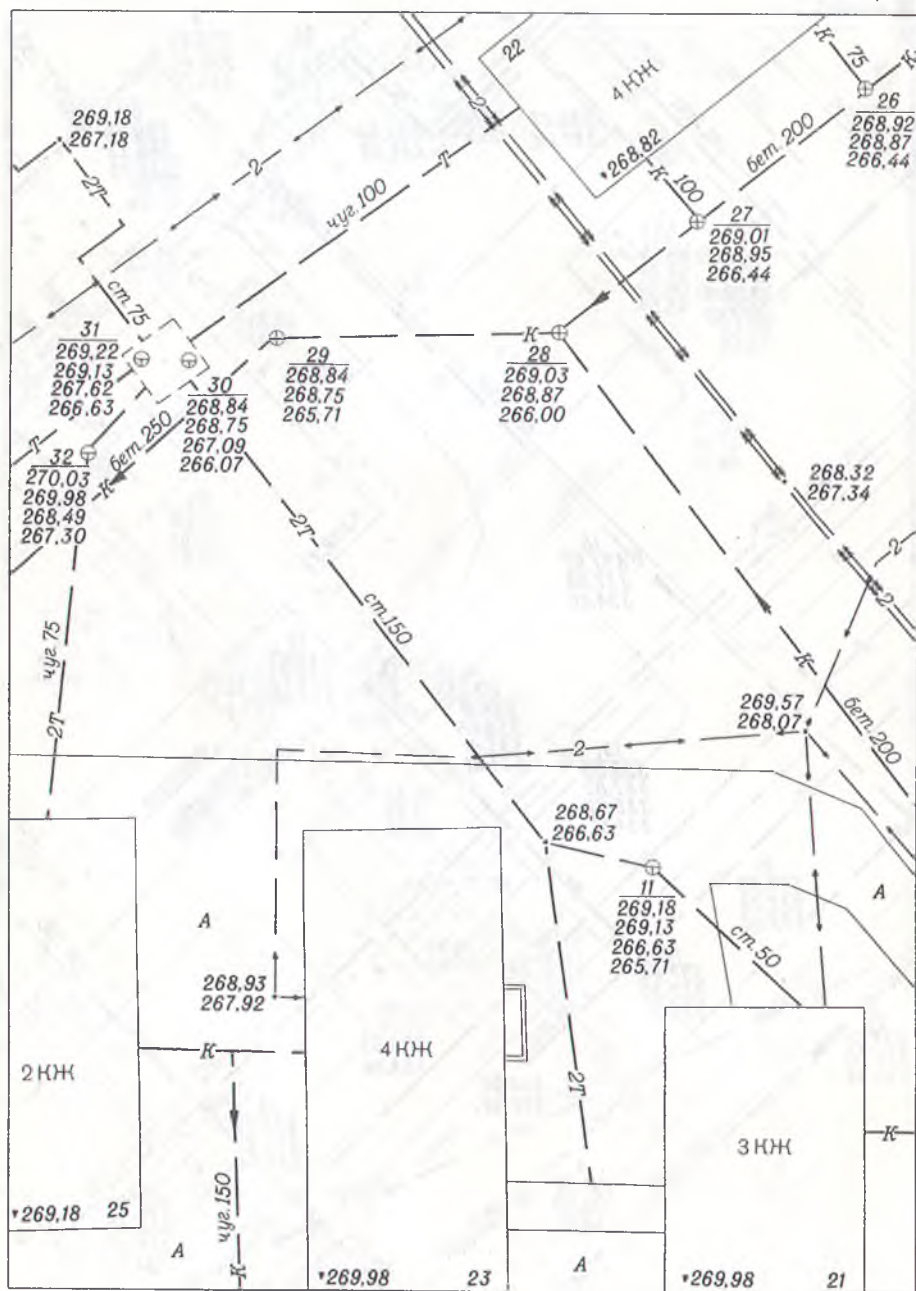 22
4 КЖ
268,82
К
75
К
26
268,92
268,87
266,44
269,18
267,18
2
2
Т
бет.200
К
100
27
269,01
268,95
266,44
2Т
чуг.100
ст.75
31
269,22
269,13
267,62
266,63
30
268,84
268,75
267,09
266,07
29
268,84
268,75
265,71
К
28
269,03
268,87
266,00
Т
бет.250
К
32
270,03
269,98
268,49
267,30
268,32
267,34
2Т
2
2
ст.150
чуг.75
2Т
К
бет.200
269,57
268,07
2
268,67
266,63
11
269,18
269,13
266,63
265,71
ст.50
А
А
268,93
267,92
К
2КЖ
4КЖ
2Т
3КЖ
К
чуг.150
269,18
25
А
К
269,98
23
А
269,98
21